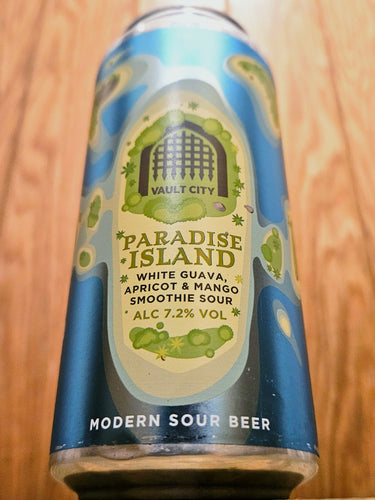 VAULT CITY
PARADISE
ISLAND
WHITE GUAVA,
APRICOT & MANGO
SMOOTHIE SOUR
ALC 7.2% VOL
MODERN SOUR BEER